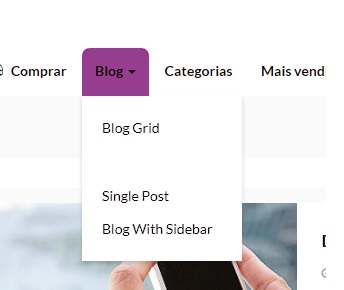 Comprar Blog Categorias Mais vend
Blog Grid
Single Post
Blog With Sidebar